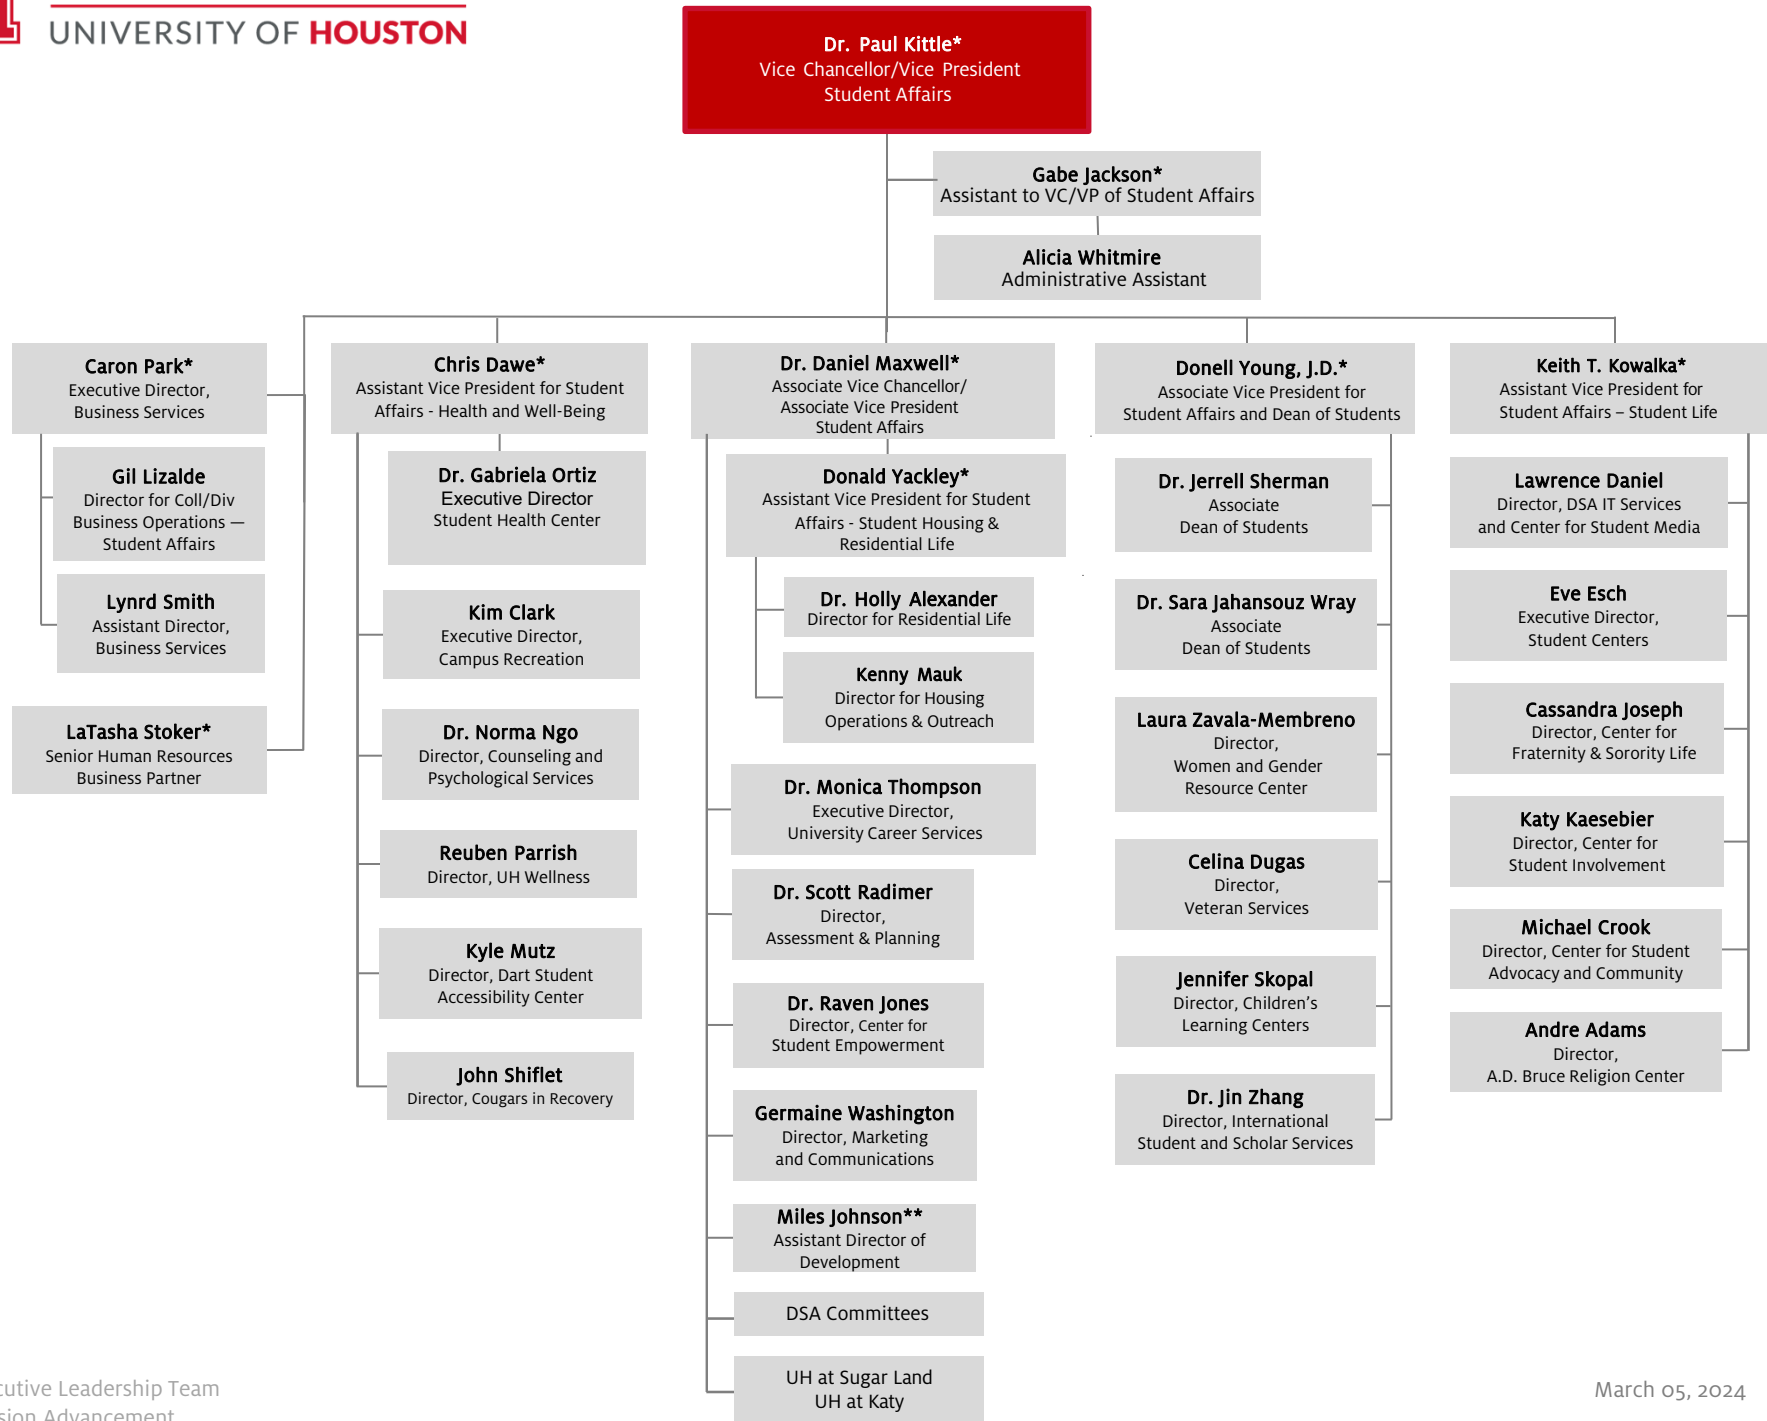 UNIVERSITY OF HOUSTON
Dr. Paul Kittle*
Vice Chancellor/Vice President
Student Affairs
Gabe Jackson*
Assistant to VC/VP of Student Affairs
Alicia Whitmire
Administrative Assistant
Caron Park*
Executive Director,
Business Services
Gil Lizalde
Director for Coll/Div
Business Operations —
Student Affairs
Lynrd Smith
Assistant Director,
Business Services
LaTasha Stoker*
Senior Human Resources
Business Partner
Chris Dawe*
Assistant Vice President for Student
Affairs - Health and Well-Being
Dr. Gabriela Ortiz
Executive Director
Student Health Center
Kim Clark
Executive Director,
Campus Recreation
Dr. Norma Ngo
Director, Counseling and
Psychological Services
Reuben Parrish
Director, UH Wellness
Kyle Mutz
Director, Dart Student
Accessibility Center
John Shiflet
Director, Cougars in Recovery
Dr. Daniel Maxwell*
Associate Vice Chancellor/
Associate Vice President
Student Affairs
Donald Yackley*
Assistant Vice President for Student
Affairs - Student Housing &
Residential Life
Dr. Holly Alexander
Director for Residential Life
Kenny Mauk
Director for Housing
Operations & Outreach
Dr. Monica Thompson
Executive Director,
University Career Services
Dr. Scott Radimer
Director,
Assessment & Planning
Dr. Raven Jones
Director, Center for
Student Empowerment
Germaine Washington
Director, Marketing
and Communications
Miles Johnson**
Assistant Director of
Development
DSA Committees
UH at Sugar Land
UH at Katy
Donell Young, J.D.*
Associate Vice President for
Student Affairs and Dean of Students
Dr. Jerrell Sherman
Associate
Dean of Students
Dr. Sara Jahansouz Wray
Associate
Dean of Students
Laura Zavala-Membreno
Director,
Women and Gender
Resource Center
Celina Dugas
Director,
Veteran Services
Jennifer Skopal
Director, Children's
Learning Centers
Dr. Jin Zhang
Director, International
Student and Scholar Services
Keith T. Kowalka*
Assistant Vice President for
Student Affairs – Student Life
Lawrence Daniel
Director, DSA IT Services
and Center for Student Media
Eve Esch
Executive Director,
Student Centers
Cassandra Joseph
Director, Center for
Fraternity & Sorority Life
Katy Kaesebier
Director, Center for
Student Involvement
Michael Crook
Director, Center for Student
Advocacy and Community
Andre Adams
Director,
A.D. Bruce Religion Center
Leadership Team
Advancement
March 05, 2024